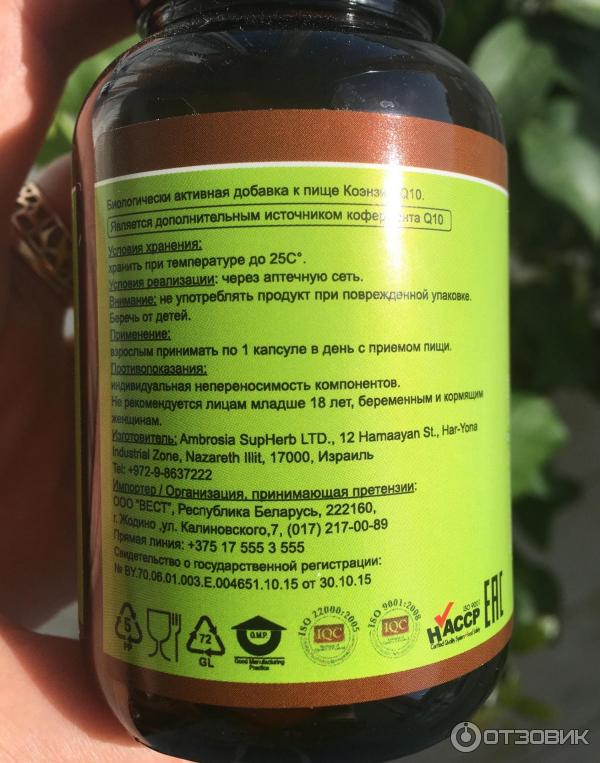 Биологически активная добавка к пище Коэнзим Q10.
Является дополнительным источником кофермента Q10
Условия хранения:
хранить при температуре до 25С°.
Условия реализации: через аптечную сеть.
Внимание: не употреблять продукт при поврежденной упаковке.
Беречь от детей.
Применение:
взрослым принимать по 1 капсуле в день с приемом пищи.
Противопоказания:
индивидуальная непереносимость компонентов.
Не рекомендуется лицам младше 18 лет, беременным и кормящим
женщинам.
Изготовитель: Ambrosia SupHerb LTD., 12 Hamaayan St., Har-Yona
Industrial Zone, Nazareth Illit, 17000, Израиль
Tel: +972-9-8637222
Импортер / Организация, принимающая претензии:
ООО "ВЕСТ", Республика Беларусь, 222160,
г. Жодино ,ул. Калиновского,7, (017) 217-00-89
Прямая линия: +375 17 555 3 555
Свидетельство о государственной регистрации:
№ BY.70.06.01.003.E.004651.10.15 от 30.10.15
5
PP
72
GL
G.M.P
Good Manufacturing
Practice
ISO 22000:2005
IQC
ISO 9001:2008
IQC
ISO 9001
HACCP
EAC
ОТЗОВИК